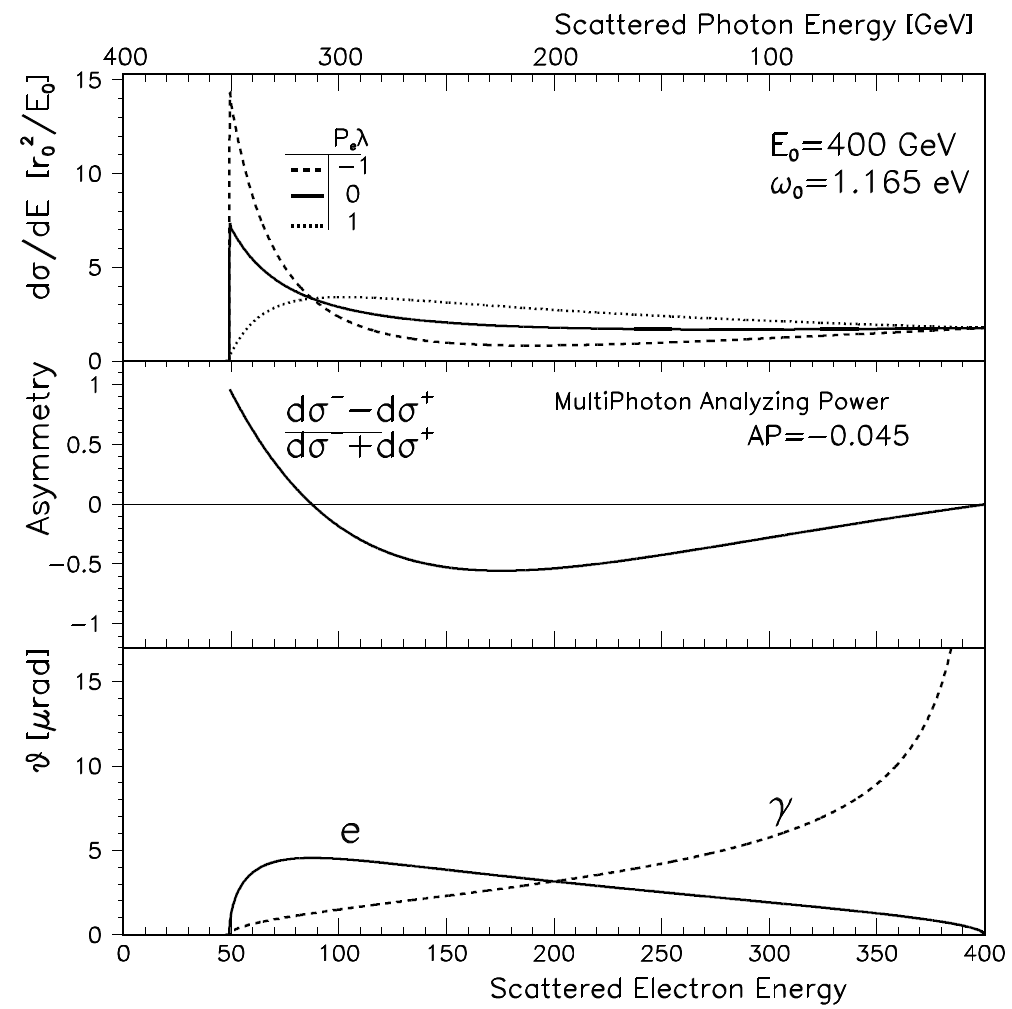 Scattered Photon Energy [GeV]
400 300 200 100
dσ/dE [r₀²/E₀]
15
10
5
0
Pₑλ
−1
0
1
E₀=400 GeV
ω₀=1.165 eV
Asymmetry
1
0.5
0
−0.5
−1
dσ⁻−dσ⁺
dσ⁻+dσ⁺
MultiPhoton Analyzing Power
AP=−0.045
ϑ [μrad]
15
10
5
0
e
γ
0 50 100 150 200 250 300 350 400
Scattered Electron Energy